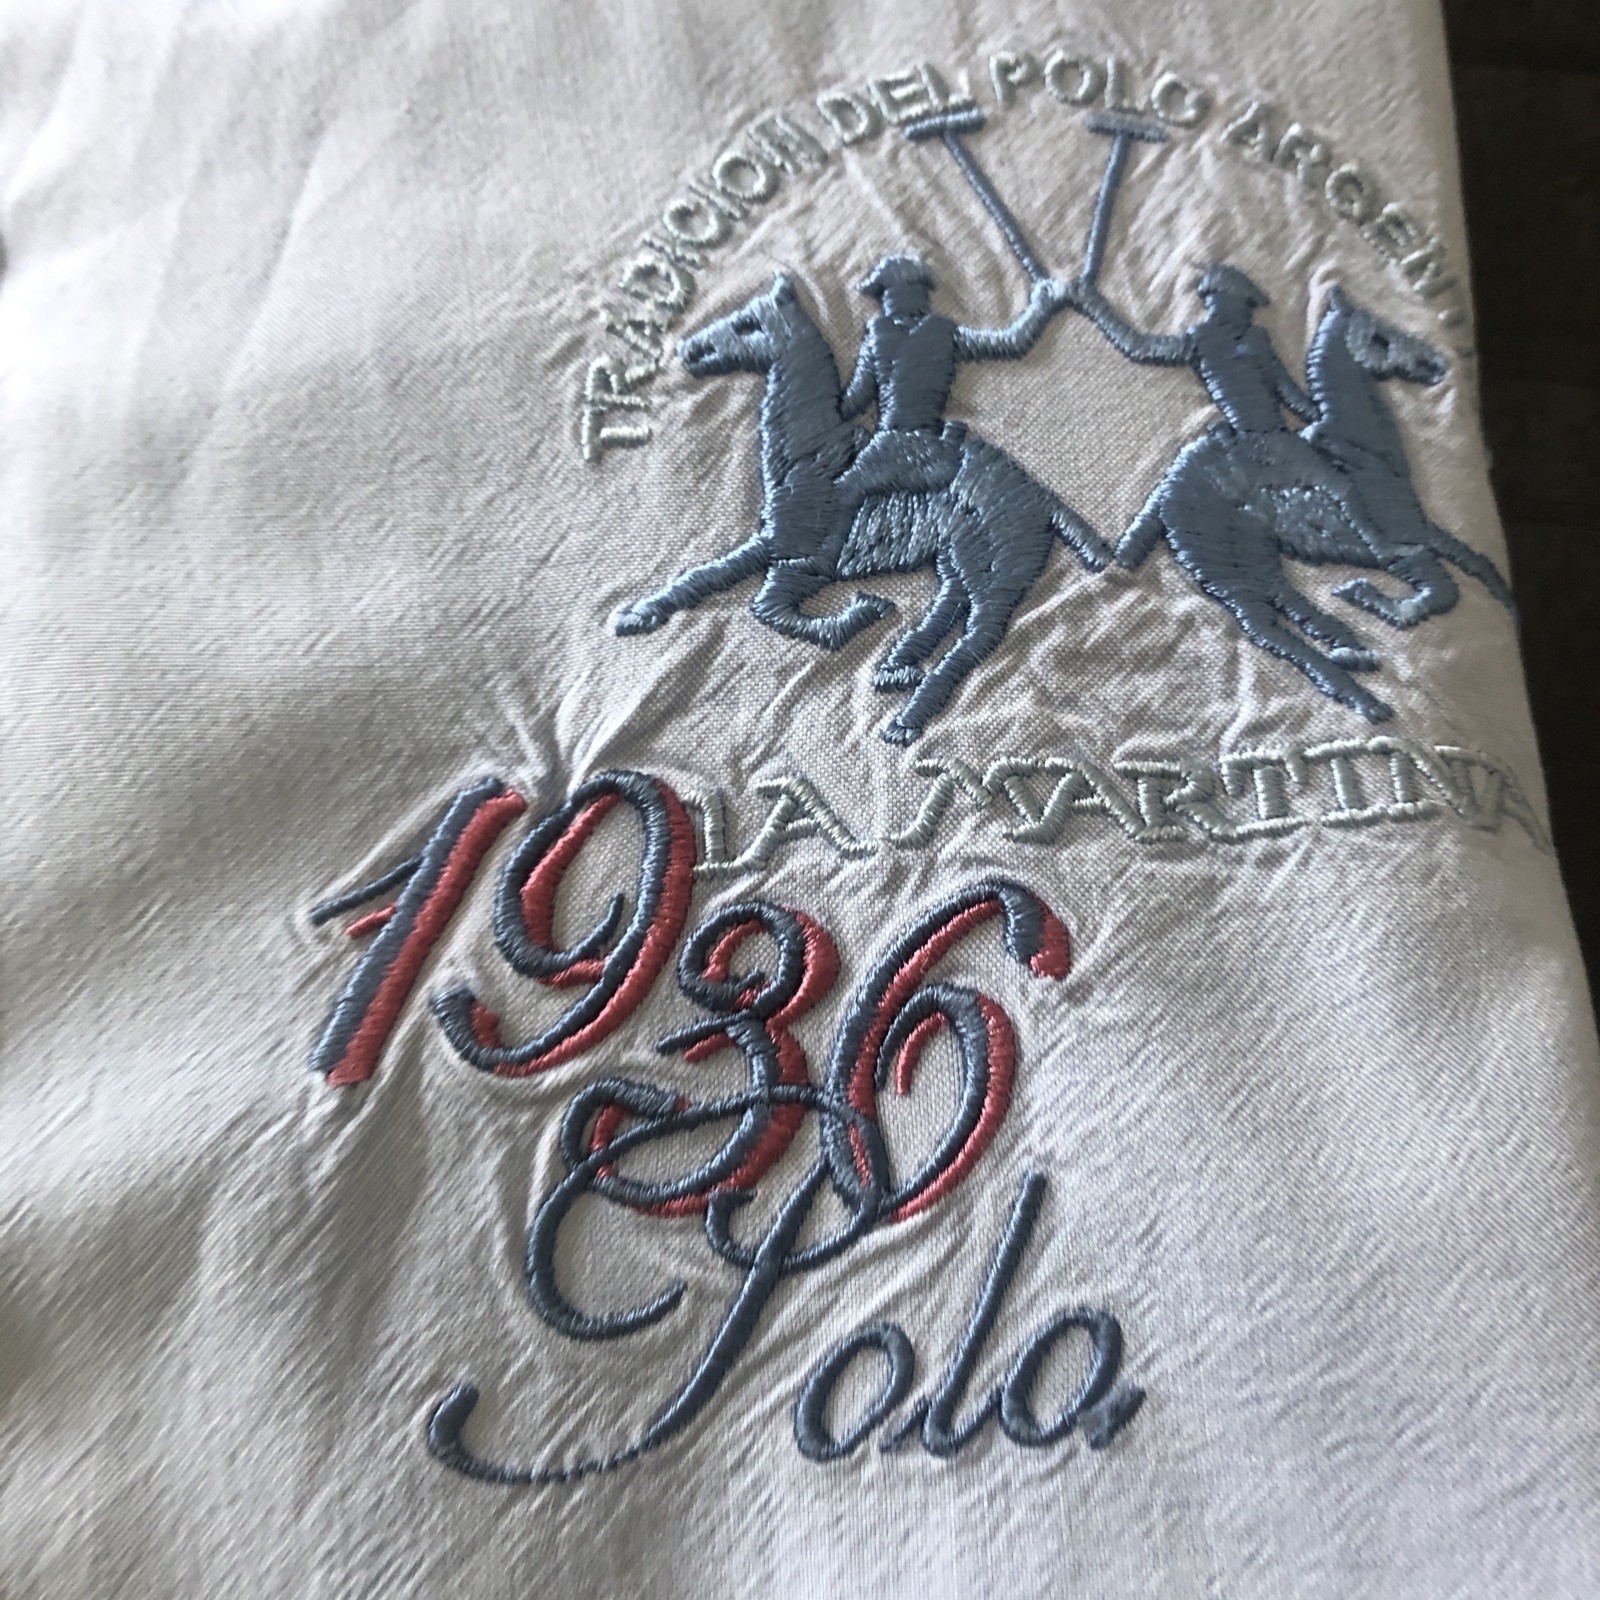 TRADICION DEL POLO ARGEN
LA MARTINA
1936
Polo